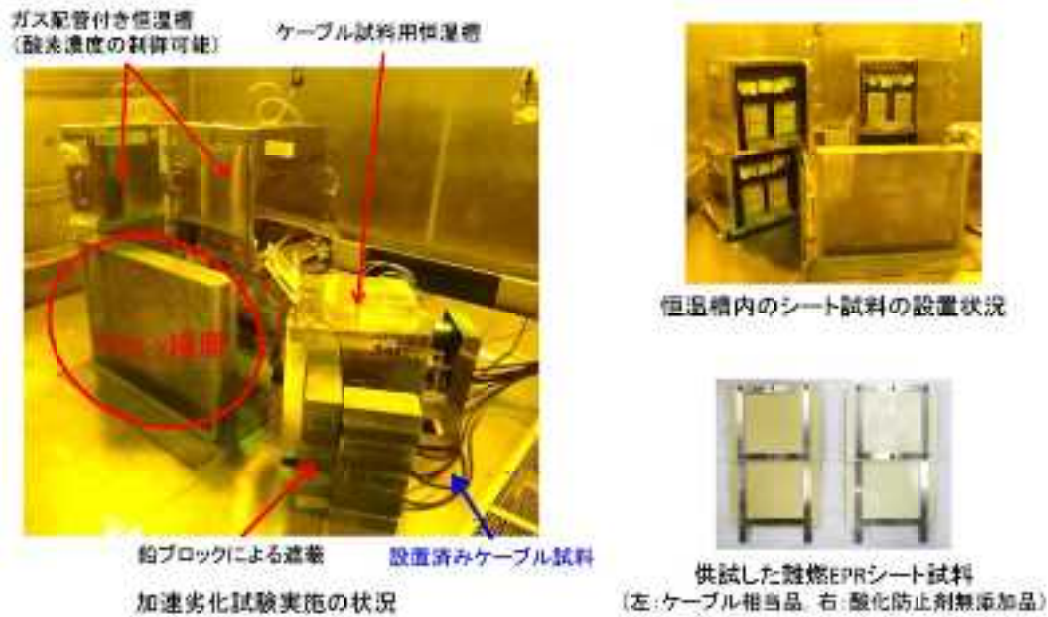 ガス配管付き恒温槽
(酸素濃度の制御可能)
ケーブル試料用恒温槽
鉛ブロックによる遮蔽
設置済みケーブル試料
加速劣化試験実施の状況
恒温槽内のシート試料の設置状況
供試した難燃EPRシート試料
(左:ケーブル相当品 右:酸化防止剤無添加品)